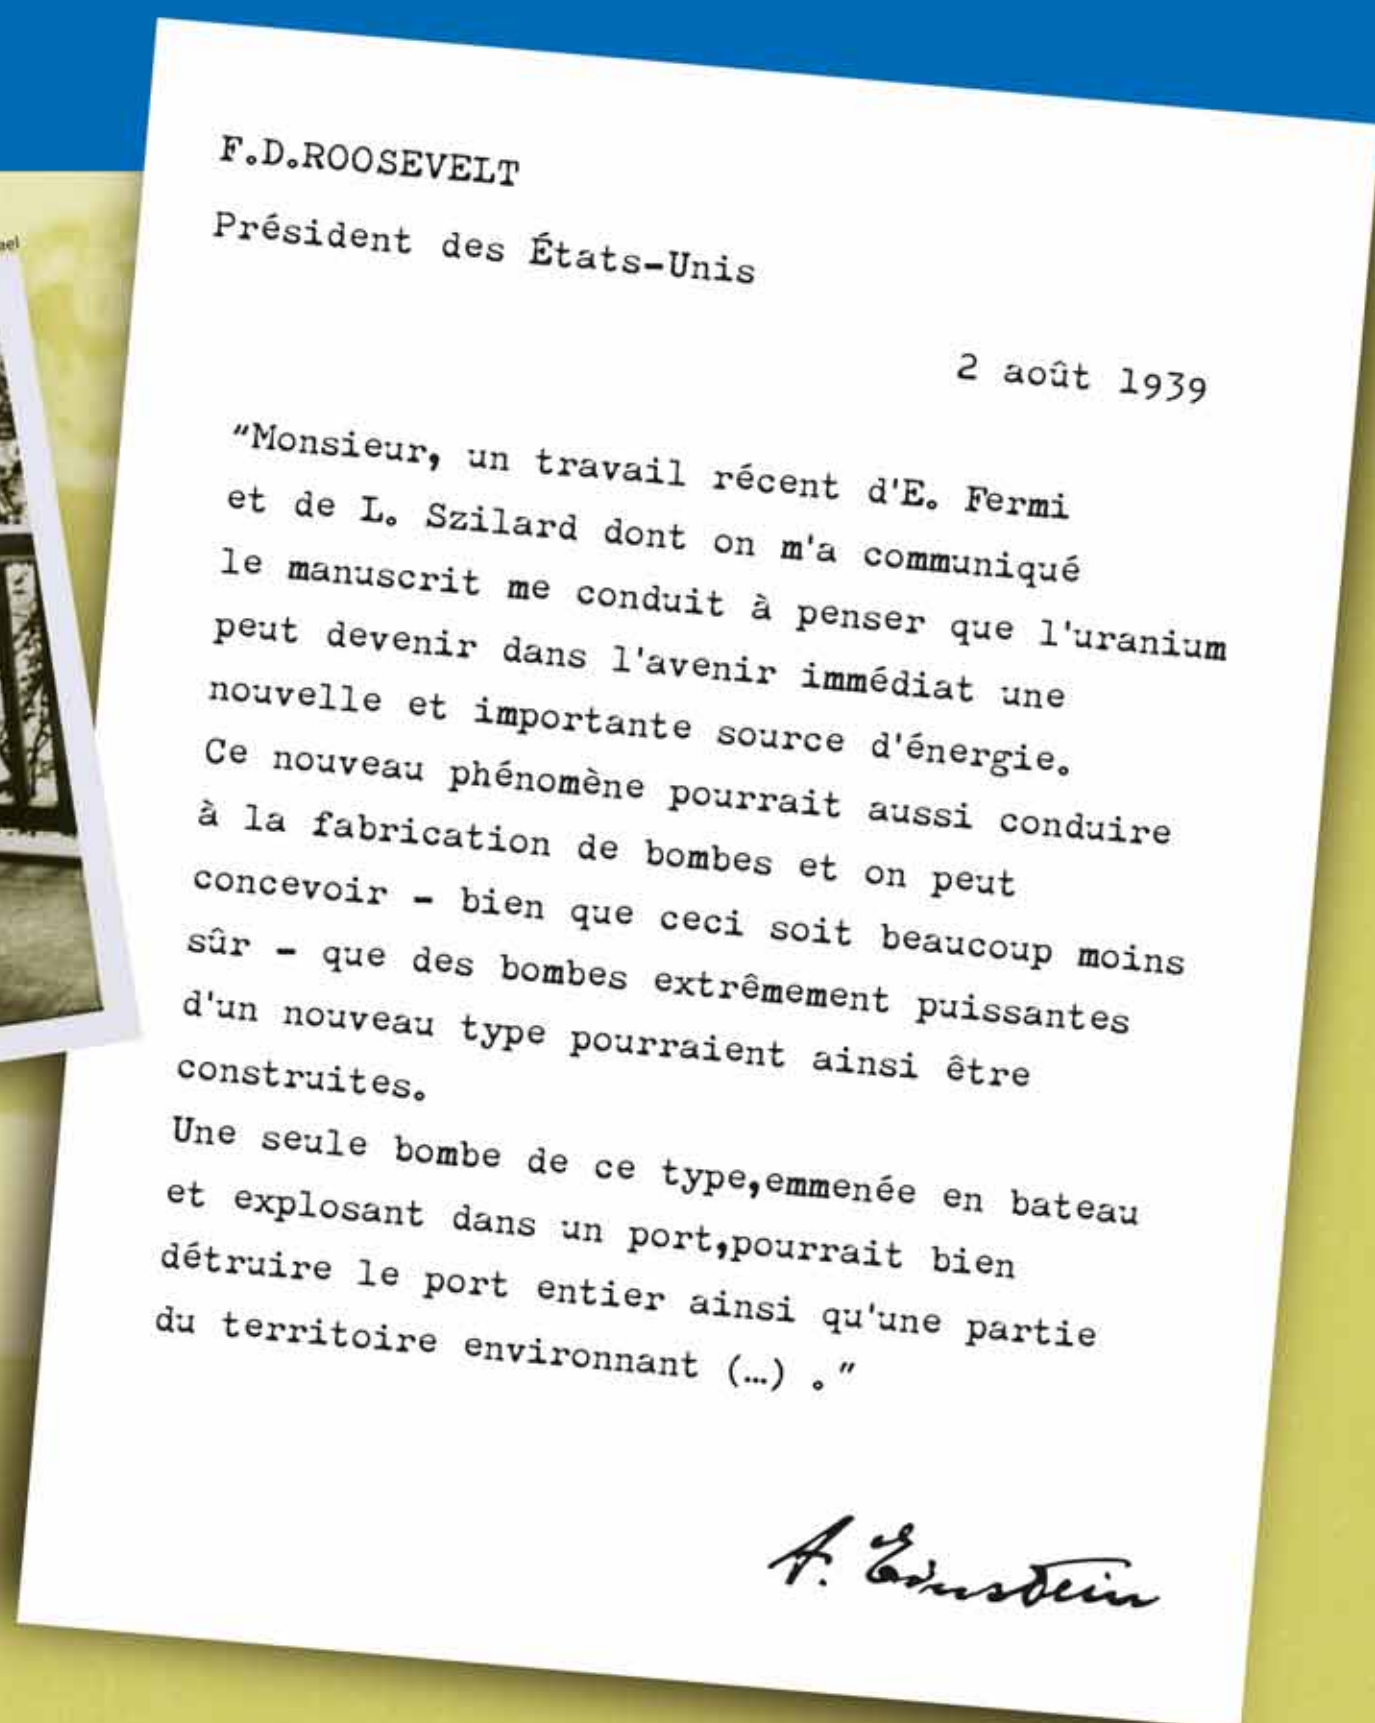 F.D.ROOSEVELT
Président des États-Unis
2 août 1939
"Monsieur, un travail récent d'E. Fermi
et de L. Szilard dont on m'a communiqué
le manuscrit me conduit à penser que l'uranium
peut devenir dans l'avenir immédiat une
nouvelle et importante source d'énergie.
Ce nouveau phénomène pourrait aussi conduire
à la fabrication de bombes et on peut
concevoir - bien que ceci soit beaucoup moins
sûr - que des bombes extrêmement puissantes
d'un nouveau type pourraient ainsi être
construites.
Une seule bombe de ce type,emmenée en bateau
et explosant dans un port,pourrait bien
détruire le port entier ainsi qu'une partie
du territoire environnant (…) ."
A. Einstein